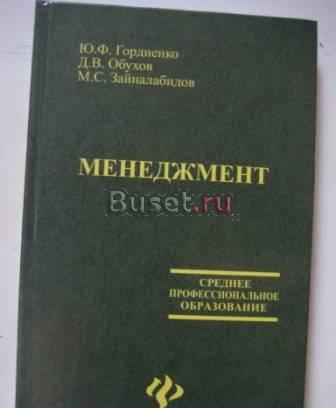 Ю.Ф. Гордиенко
Д.В. Обухов
М.С. Зайналабидов
МЕНЕДЖМЕНТ
Buset.ru
СРЕДНЕЕ
ПРОФЕССИОНАЛЬНОЕ
ОБРАЗОВАНИЕ